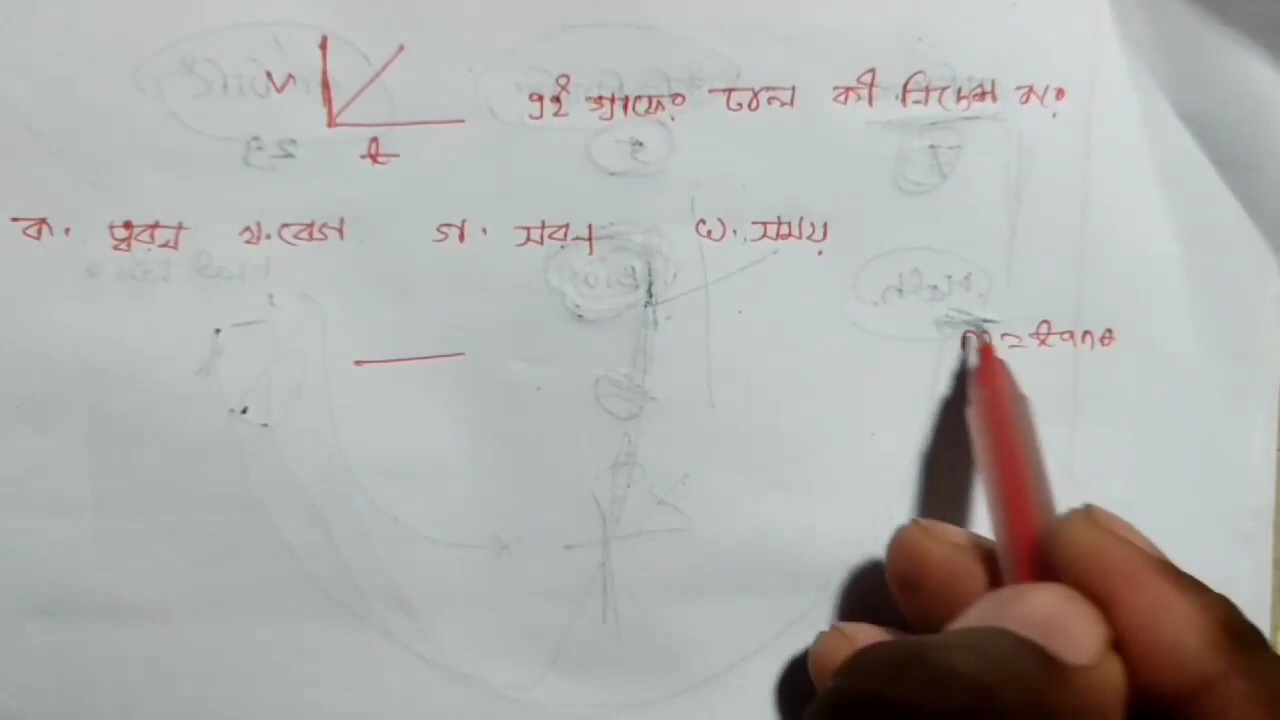 v
এই গ্রাফের ঢাল কী নির্দেশ করে
t
ক. ত্বরণ খ. বেগ গ. সরণ ঘ. সময়
m = tanθ